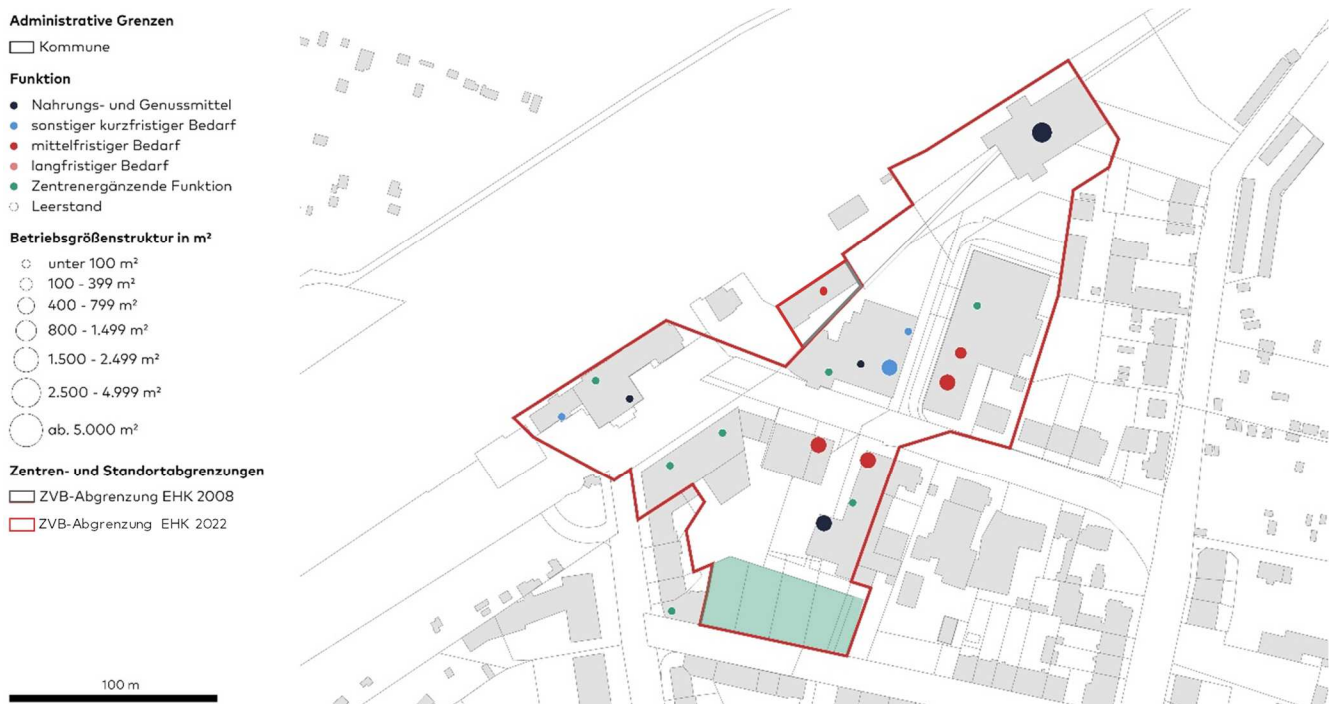 Administrative Grenzen
Kommune
Funktion
Nahrungs- und Genussmittel
sonstiger kurzfristiger Bedarf
mittelfristiger Bedarf
langfristiger Bedarf
Zentrenergänzende Funktion
Leerstand
Betriebsgrößenstruktur in m²
unter 100 m²
100 - 399 m²
400 - 799 m²
800 - 1.499 m²
1.500 - 2.499 m²
2.500 - 4.999 m²
ab. 5.000 m²
Zentren- und Standortabgrenzungen
ZVB-Abgrenzung EHK 2008
ZVB-Abgrenzung EHK 2022
100 m